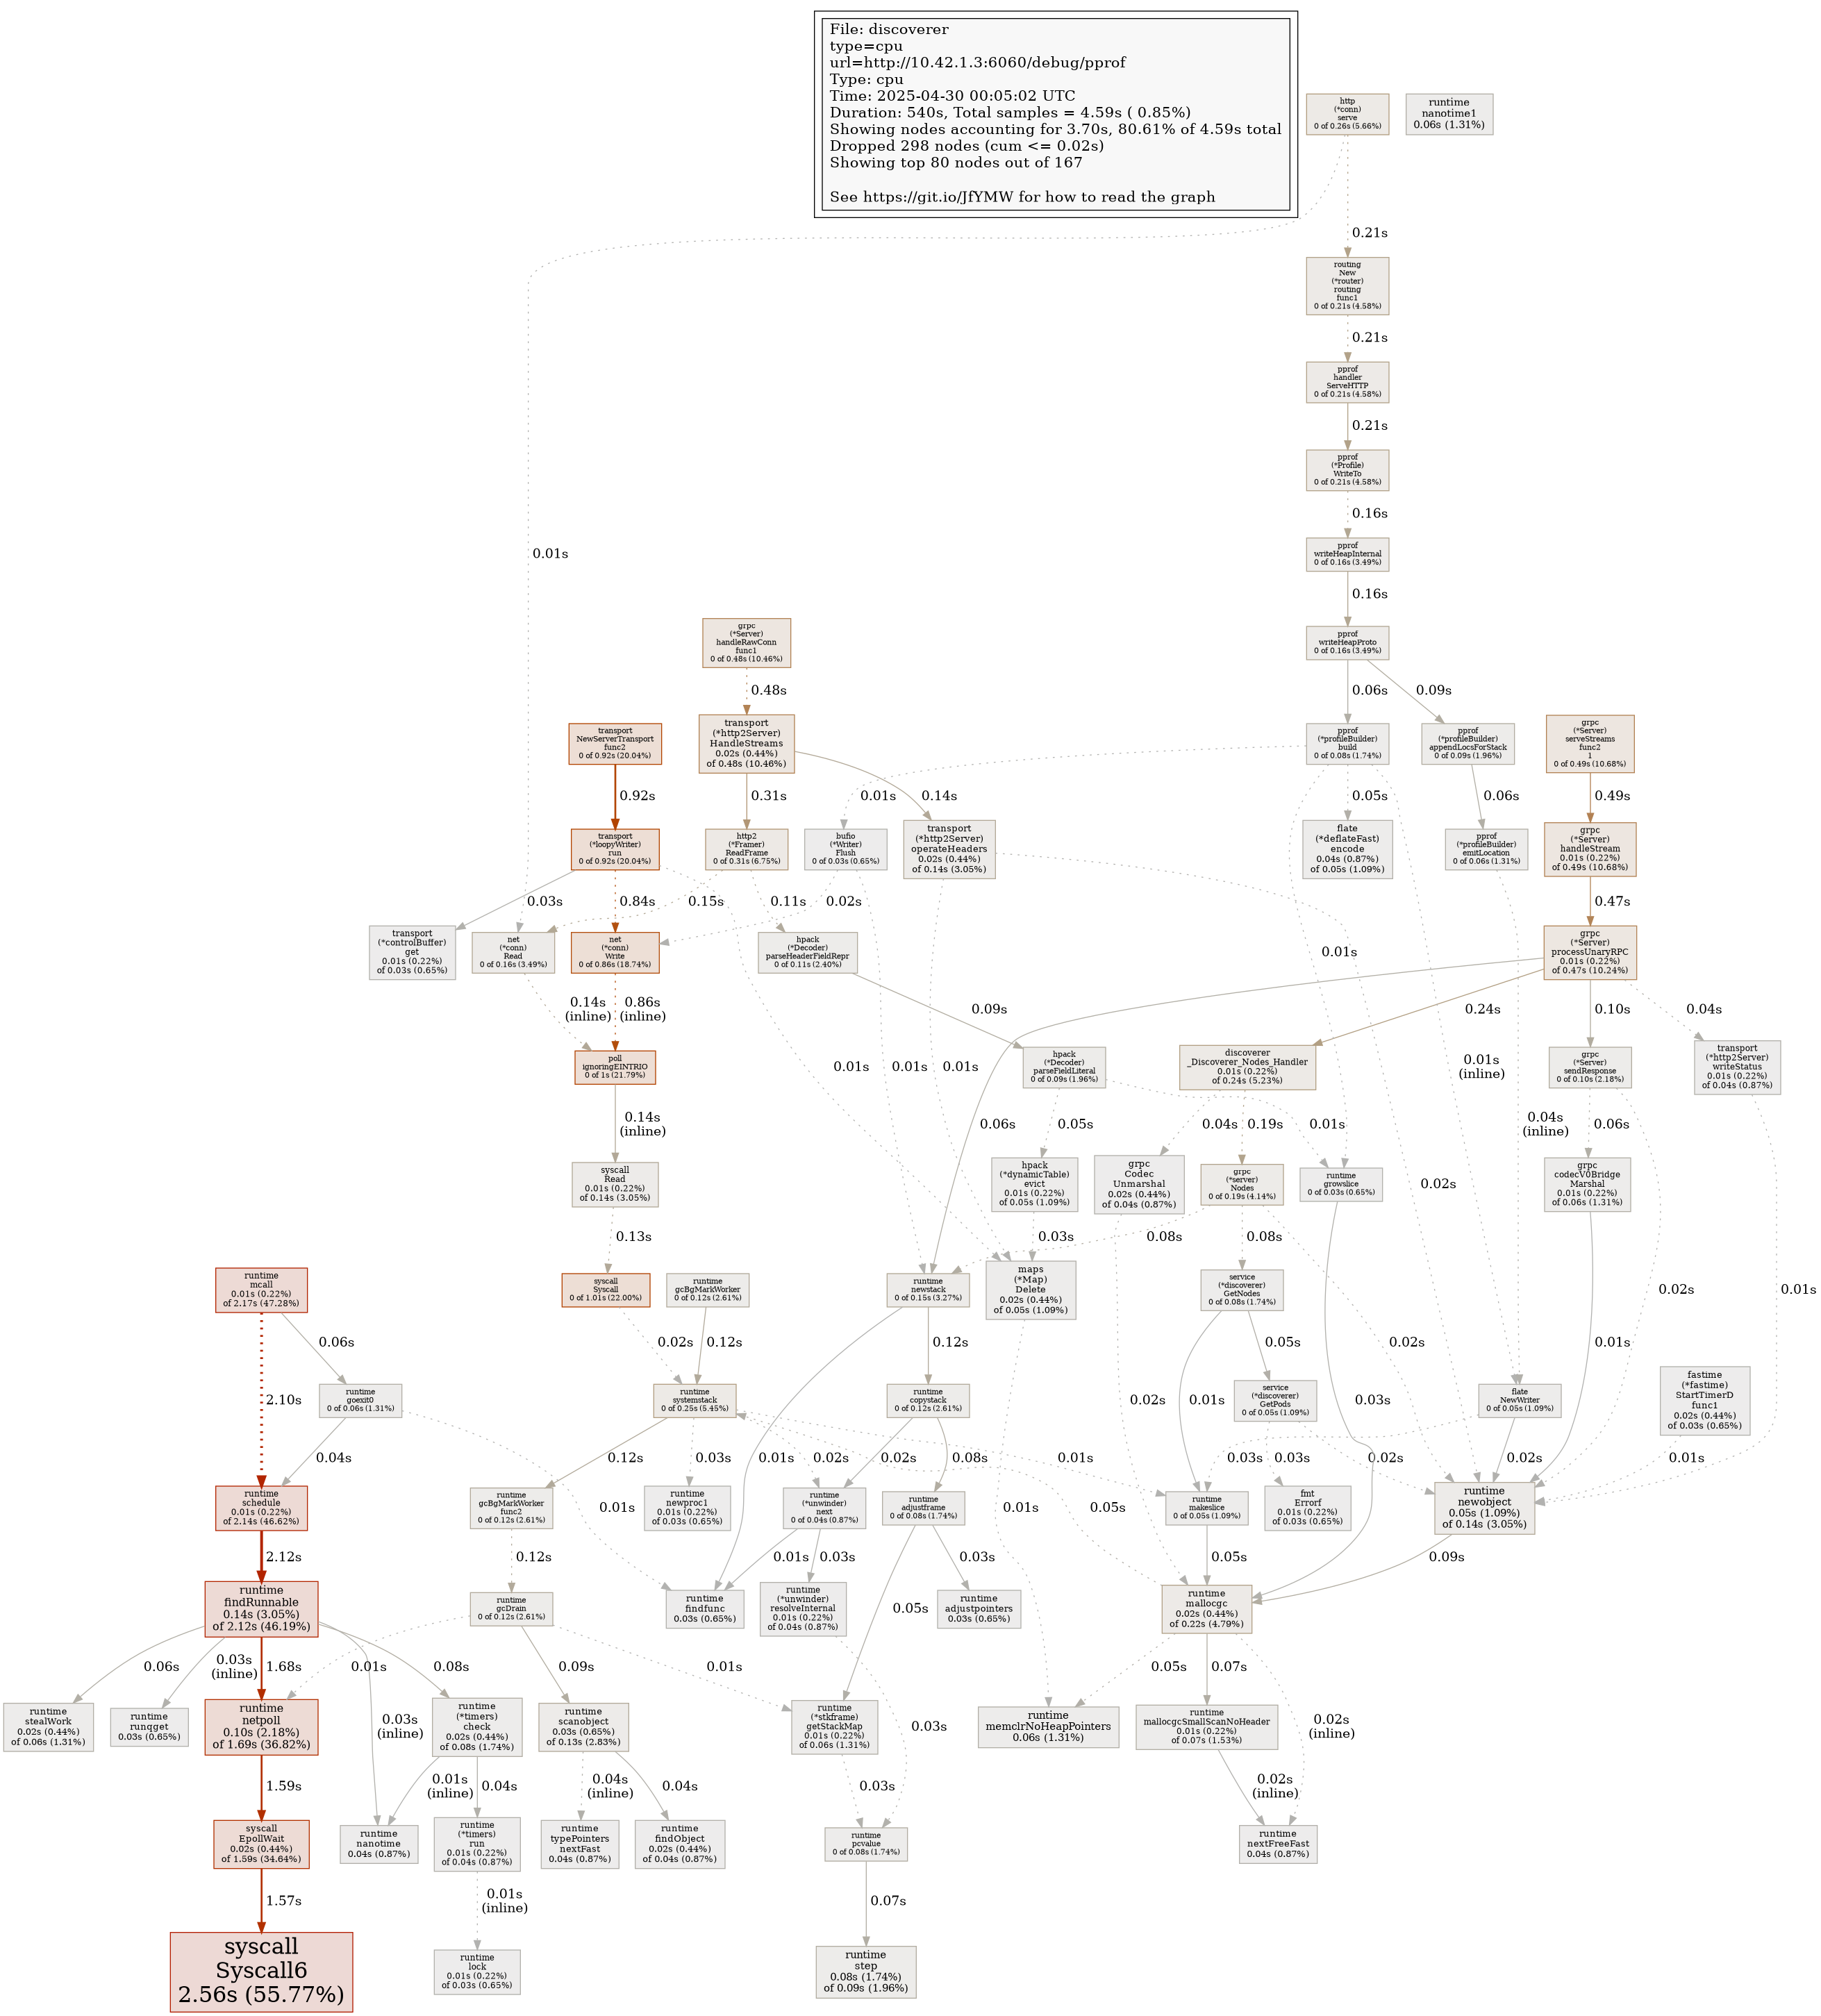 File: discoverer
type=cpu
url=http://10.42.1.3:6060/debug/pprof
Type: cpu
Time: 2025-04-30 00:05:02 UTC
Duration: 540s, Total samples = 4.59s ( 0.85%)
Showing nodes accounting for 3.70s, 80.61% of 4.59s total
Dropped 298 nodes (cum <= 0.02s)
Showing top 80 nodes out of 167
See https://git.io/JfYMW for how to read the graph
http
(*conn)
serve
0 of 0.26s (5.66%)
runtime
nanotime1
0.06s (1.31%)
0.21s
routing
New
(*router)
routing
func1
0 of 0.21s (4.58%)
0.21s
pprof
handler
ServeHTTP
0 of 0.21s (4.58%)
0.21s
pprof
(*Profile)
WriteTo
0 of 0.21s (4.58%)
0.16s
0.01s
pprof
writeHeapInternal
0 of 0.16s (3.49%)
0.16s
grpc
(*Server)
handleRawConn
func1
0 of 0.48s (10.46%)
pprof
writeHeapProto
0 of 0.16s (3.49%)
0.48s
0.06s
0.09s
transport
NewServerTransport
func2
0 of 0.92s (20.04%)
transport
(*http2Server)
HandleStreams
0.02s (0.44%)
of 0.48s (10.46%)
pprof
(*profileBuilder)
build
0 of 0.08s (1.74%)
pprof
(*profileBuilder)
appendLocsForStack
0 of 0.09s (1.96%)
grpc
(*Server)
serveStreams
func2
1
0 of 0.49s (10.68%)
0.92s
0.31s
0.14s
0.01s
0.05s
0.06s
0.49s
transport
(*loopyWriter)
run
0 of 0.92s (20.04%)
http2
(*Framer)
ReadFrame
0 of 0.31s (6.75%)
bufio
(*Writer)
Flush
0 of 0.03s (0.65%)
transport
(*http2Server)
operateHeaders
0.02s (0.44%)
of 0.14s (3.05%)
flate
(*deflateFast)
encode
0.04s (0.87%)
of 0.05s (1.09%)
pprof
(*profileBuilder)
emitLocation
0 of 0.06s (1.31%)
grpc
(*Server)
handleStream
0.01s (0.22%)
of 0.49s (10.68%)
0.03s
0.84s
0.15s
0.11s
0.02s
0.47s
transport
(*controlBuffer)
get
0.01s (0.22%)
of 0.03s (0.65%)
net
(*conn)
Read
0 of 0.16s (3.49%)
net
(*conn)
Write
0 of 0.86s (18.74%)
hpack
(*Decoder)
parseHeaderFieldRepr
0 of 0.11s (2.40%)
0.01s
grpc
(*Server)
processUnaryRPC
0.01s (0.22%)
of 0.47s (10.24%)
0.14s
(inline)
0.86s
(inline)
0.09s
0.24s
0.10s
0.04s
poll
ignoringEINTRIO
0 of 1s (21.79%)
0.01s
0.01s
0.01s
hpack
(*Decoder)
parseFieldLiteral
0 of 0.09s (1.96%)
discoverer
_Discoverer_Nodes_Handler
0.01s (0.22%)
of 0.24s (5.23%)
0.01s
(inline)
grpc
(*Server)
sendResponse
0 of 0.10s (2.18%)
transport
(*http2Server)
writeStatus
0.01s (0.22%)
of 0.04s (0.87%)
0.14s
(inline)
0.06s
0.05s
0.01s
0.04s
0.19s
0.04s
(inline)
0.06s
syscall
Read
0.01s (0.22%)
of 0.14s (3.05%)
hpack
(*dynamicTable)
evict
0.01s (0.22%)
of 0.05s (1.09%)
grpc
Codec
Unmarshal
0.02s (0.44%)
of 0.04s (0.87%)
grpc
(*server)
Nodes
0 of 0.19s (4.14%)
runtime
growslice
0 of 0.03s (0.65%)
0.02s
grpc
codecV0Bridge
Marshal
0.01s (0.22%)
of 0.06s (1.31%)
0.13s
0.03s
0.08s
0.08s
runtime
mcall
0.01s (0.22%)
of 2.17s (47.28%)
syscall
Syscall
0 of 1.01s (22.00%)
runtime
gcBgMarkWorker
0 of 0.12s (2.61%)
runtime
newstack
0 of 0.15s (3.27%)
maps
(*Map)
Delete
0.02s (0.44%)
of 0.05s (1.09%)
service
(*discoverer)
GetNodes
0 of 0.08s (1.74%)
0.02s
0.01s
0.06s
0.02s
0.12s
0.12s
0.05s
0.02s
0.01s
2.10s
runtime
goexit0
0 of 0.06s (1.31%)
runtime
systemstack
0 of 0.25s (5.45%)
runtime
copystack
0 of 0.12s (2.61%)
0.02s
0.01s
service
(*discoverer)
GetPods
0 of 0.05s (1.09%)
0.03s
flate
NewWriter
0 of 0.05s (1.09%)
fastime
(*fastime)
StartTimerD
func1
0.02s (0.44%)
of 0.03s (0.65%)
0.04s
0.12s
0.03s
0.02s
0.02s
0.08s
0.01s
0.01s
0.03s
0.03s
0.02s
0.02s
0.01s
runtime
schedule
0.01s (0.22%)
of 2.14s (46.62%)
0.01s
runtime
gcBgMarkWorker
func2
0 of 0.12s (2.61%)
runtime
newproc1
0.01s (0.22%)
of 0.03s (0.65%)
runtime
(*unwinder)
next
0 of 0.04s (0.87%)
runtime
adjustframe
0 of 0.08s (1.74%)
0.01s
0.05s
runtime
makeslice
0 of 0.05s (1.09%)
fmt
Errorf
0.01s (0.22%)
of 0.03s (0.65%)
runtime
newobject
0.05s (1.09%)
of 0.14s (3.05%)
2.12s
0.12s
0.01s
0.03s
0.03s
0.05s
0.09s
runtime
findRunnable
0.14s (3.05%)
of 2.12s (46.19%)
runtime
gcDrain
0 of 0.12s (2.61%)
runtime
findfunc
0.03s (0.65%)
runtime
(*unwinder)
resolveInternal
0.01s (0.22%)
of 0.04s (0.87%)
0.05s
runtime
adjustpointers
0.03s (0.65%)
runtime
mallocgc
0.02s (0.44%)
of 0.22s (4.79%)
0.06s
0.03s
(inline)
1.68s
0.01s
0.08s
0.09s
0.01s
0.05s
0.07s
runtime
stealWork
0.02s (0.44%)
of 0.06s (1.31%)
runtime
runqget
0.03s (0.65%)
runtime
netpoll
0.10s (2.18%)
of 1.69s (36.82%)
0.03s
(inline)
runtime
(*timers)
check
0.02s (0.44%)
of 0.08s (1.74%)
runtime
scanobject
0.03s (0.65%)
of 0.13s (2.83%)
runtime
(*stkframe)
getStackMap
0.01s (0.22%)
of 0.06s (1.31%)
0.03s
runtime
memclrNoHeapPointers
0.06s (1.31%)
runtime
mallocgcSmallScanNoHeader
0.01s (0.22%)
of 0.07s (1.53%)
0.02s
(inline)
1.59s
0.01s
(inline)
0.04s
0.04s
(inline)
0.04s
0.03s
0.02s
(inline)
syscall
EpollWait
0.02s (0.44%)
of 1.59s (34.64%)
runtime
nanotime
0.04s (0.87%)
runtime
(*timers)
run
0.01s (0.22%)
of 0.04s (0.87%)
runtime
typePointers
nextFast
0.04s (0.87%)
runtime
findObject
0.02s (0.44%)
of 0.04s (0.87%)
runtime
pcvalue
0 of 0.08s (1.74%)
runtime
nextFreeFast
0.04s (0.87%)
1.57s
0.01s
(inline)
0.07s
syscall
Syscall6
2.56s (55.77%)
runtime
lock
0.01s (0.22%)
of 0.03s (0.65%)
runtime
step
0.08s (1.74%)
of 0.09s (1.96%)